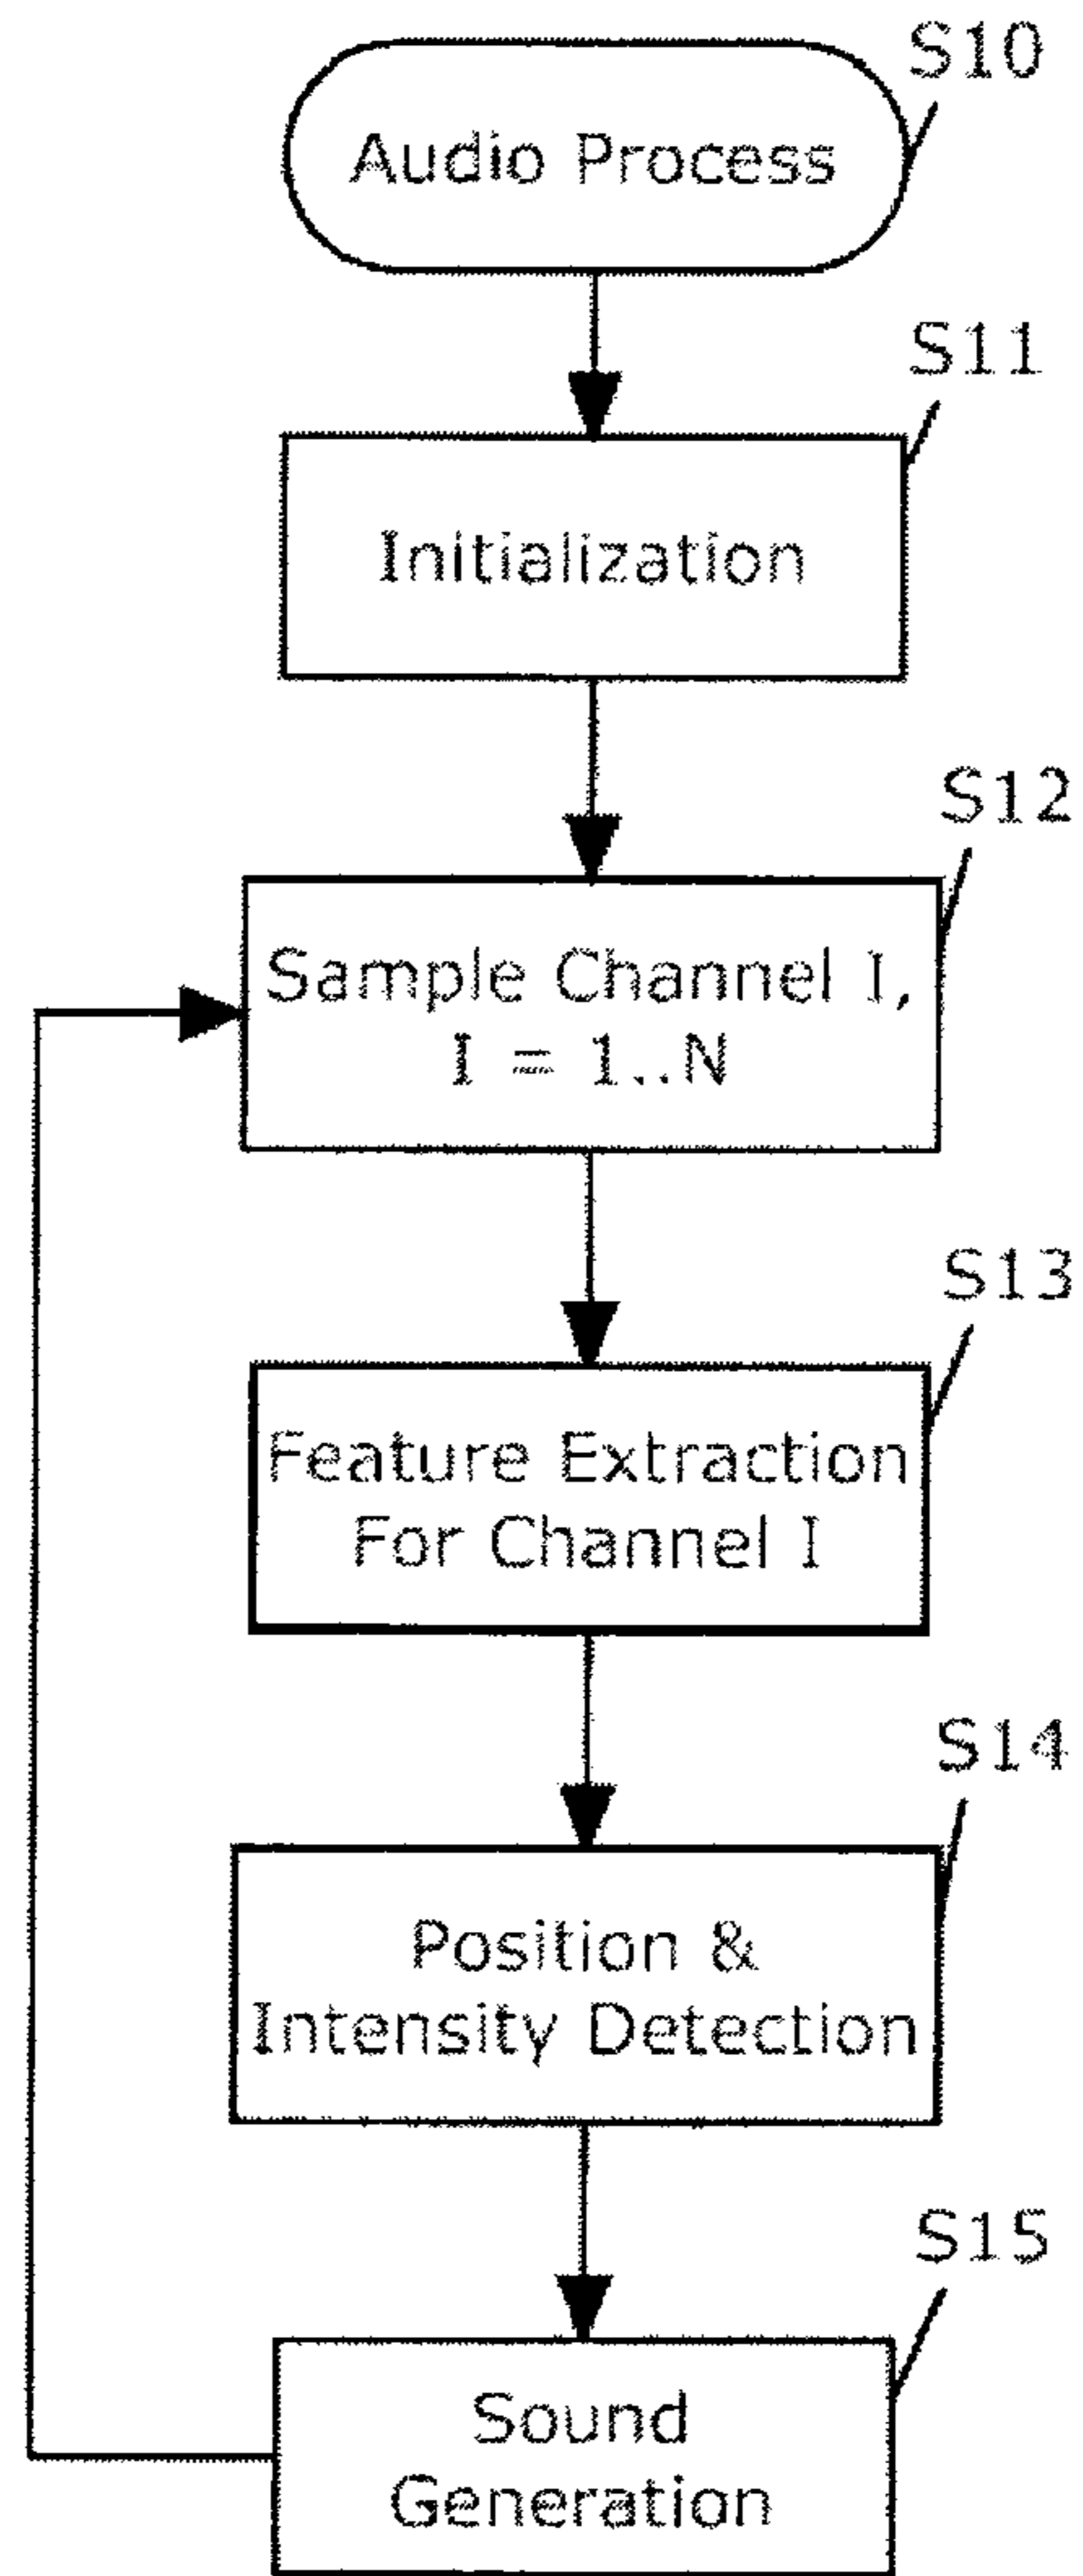 S10
Audio Process
S11
Initialization
S12
Sample Channel I,
I = 1..N
S13
Feature Extraction
For Channel I
S14
Position &
Intensity Detection
S15
Sound
Generation